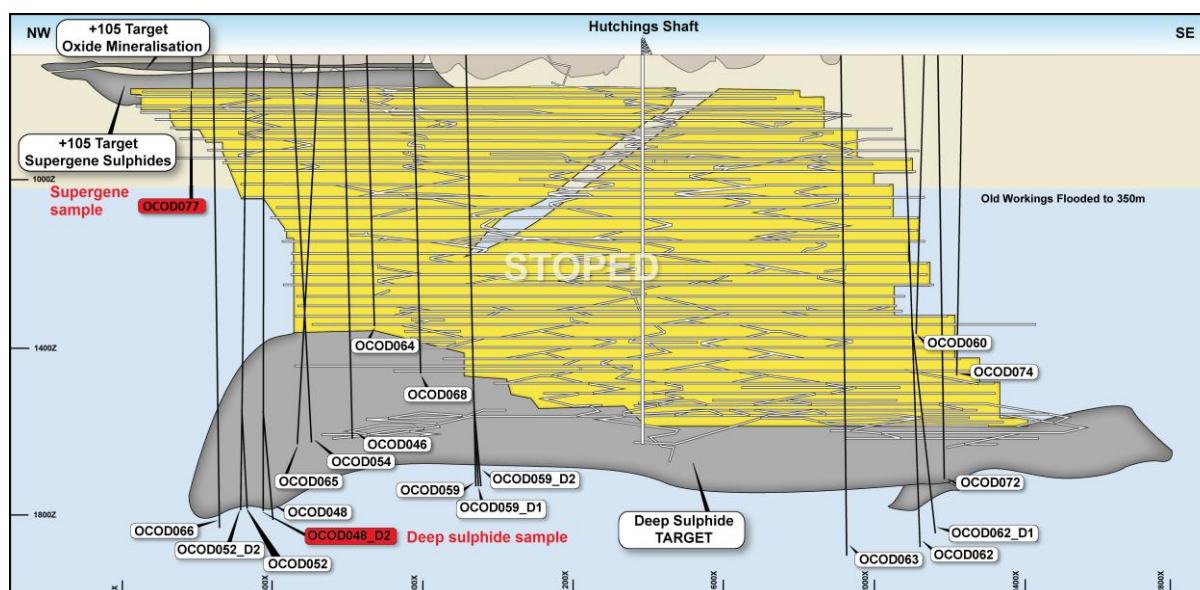 NW
+105 Target
Oxide Mineralisation
Hutchings Shaft
SE
+105 Target
Supergene Sulphides
1000Z
Supergene
sample
OCOD077
Old Workings Flooded to 350m
STOPED
OCOD064
OCOD060
1400Z
OCOD074
OCOD068
OCOD046
OCOD054
OCOD065
OCOD059_D2
OCOD059
OCOD072
OCOD059_D1
OCOD048
1800Z
OCOD066
Deep Sulphide
TARGET
OCOD048_D2
Deep sulphide sample
OCOD062_D1
OCOD052_D2
OCOD063
OCOD062
OCOD052